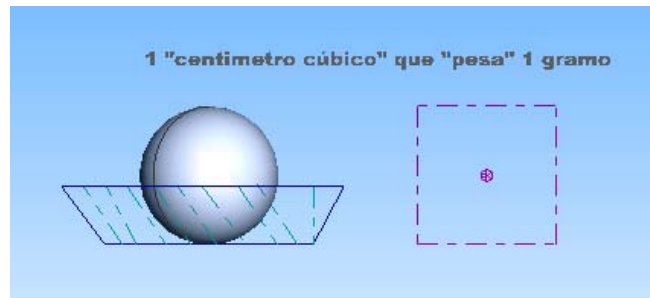 1 "centimetro cúbico" que "pesa" 1 gramo